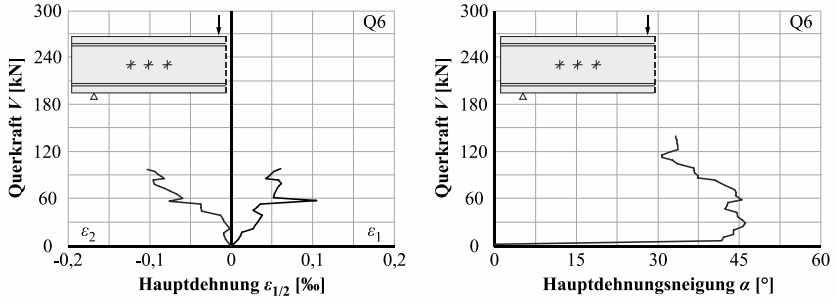 300
240
180
120
60
0
Querkraft V [kN]
Q6
ε2
ε1
-0,2
-0,1
0
0,1
0,2
Hauptdehnung ε1/2 [‰]
300
240
180
120
60
0
Querkraft V [kN]
Q6
0
15
30
45
60
Hauptdehnungsneigung α [°]